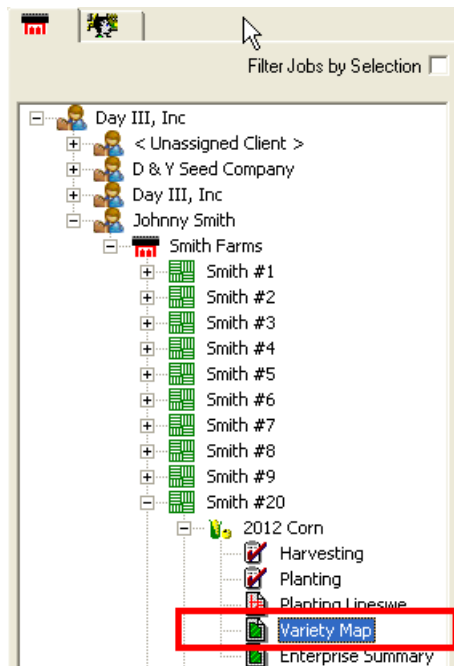 Filter Jobs by Selection
Day III, Inc
< Unassigned Client >
D & Y Seed Company
Day III, Inc
Johnny Smith
Smith Farms
Smith #1
Smith #2
Smith #3
Smith #4
Smith #5
Smith #6
Smith #7
Smith #8
Smith #9
Smith #20
2012 Corn
Harvesting
Planting
Planting Lineswe
Variety Map
Enterprise Summary